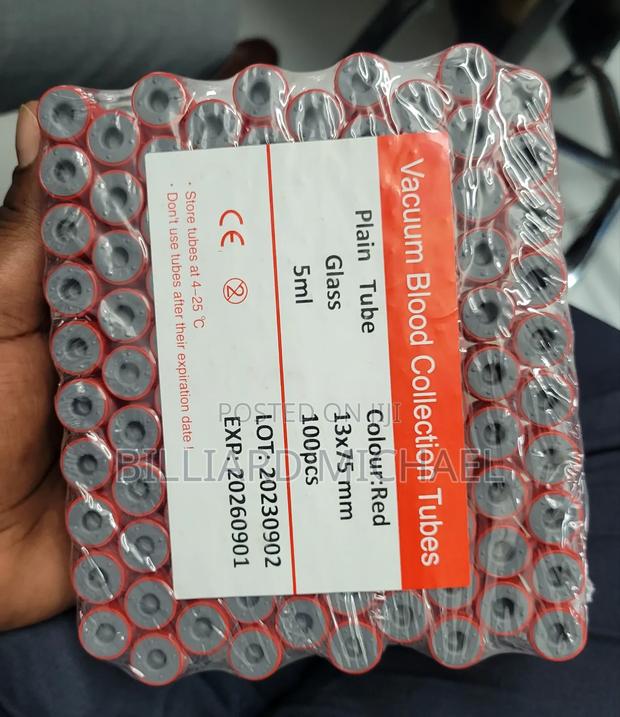 Vacuum Blood Collection Tubes
Plain Tube Colour:Red
Glass 13x75 mm
5ml 100pcs
CE 2 LOT: 20230902
EXP: 20260901
· Store tubes at 4-25 ℃
· Don't use tubes after their expiration date !
POSTED ON JIJI
BILLIARD MICHAEL